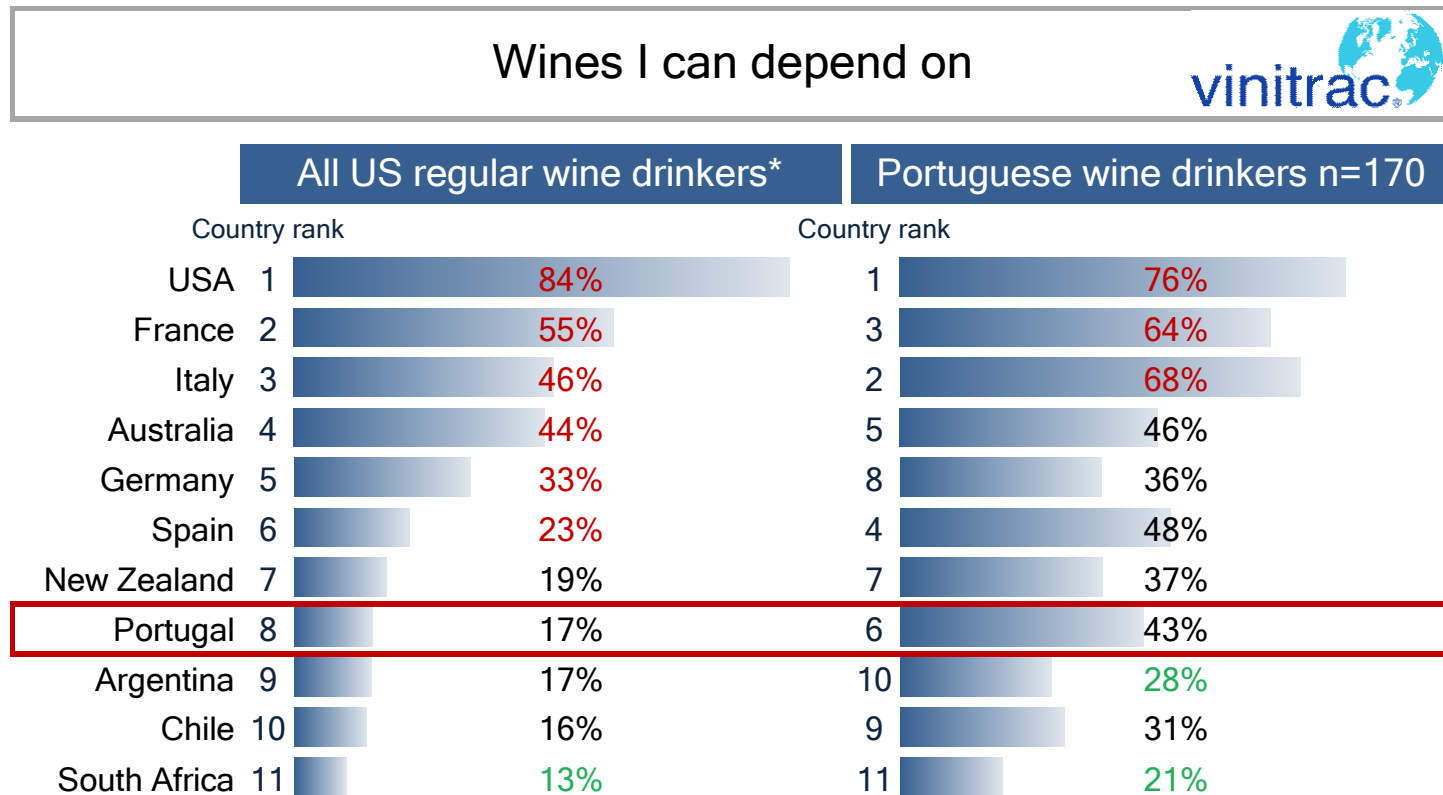 Wines I can depend on
vinitrac®
All US regular wine drinkers* Portuguese wine drinkers n=170
Country rank Country rank
USA 1 84% 1 76%
France 2 55% 3 64%
Italy 3 46% 2 68%
Australia 4 44% 5 46%
Germany 5 33% 8 36%
Spain 6 23% 4 48%
New Zealand 7 19% 7 37%
Portugal 8 17% 6 43%
Argentina 9 17% 10 28%
Chile 10 16% 9 31%
South Africa 11 13% 11 21%